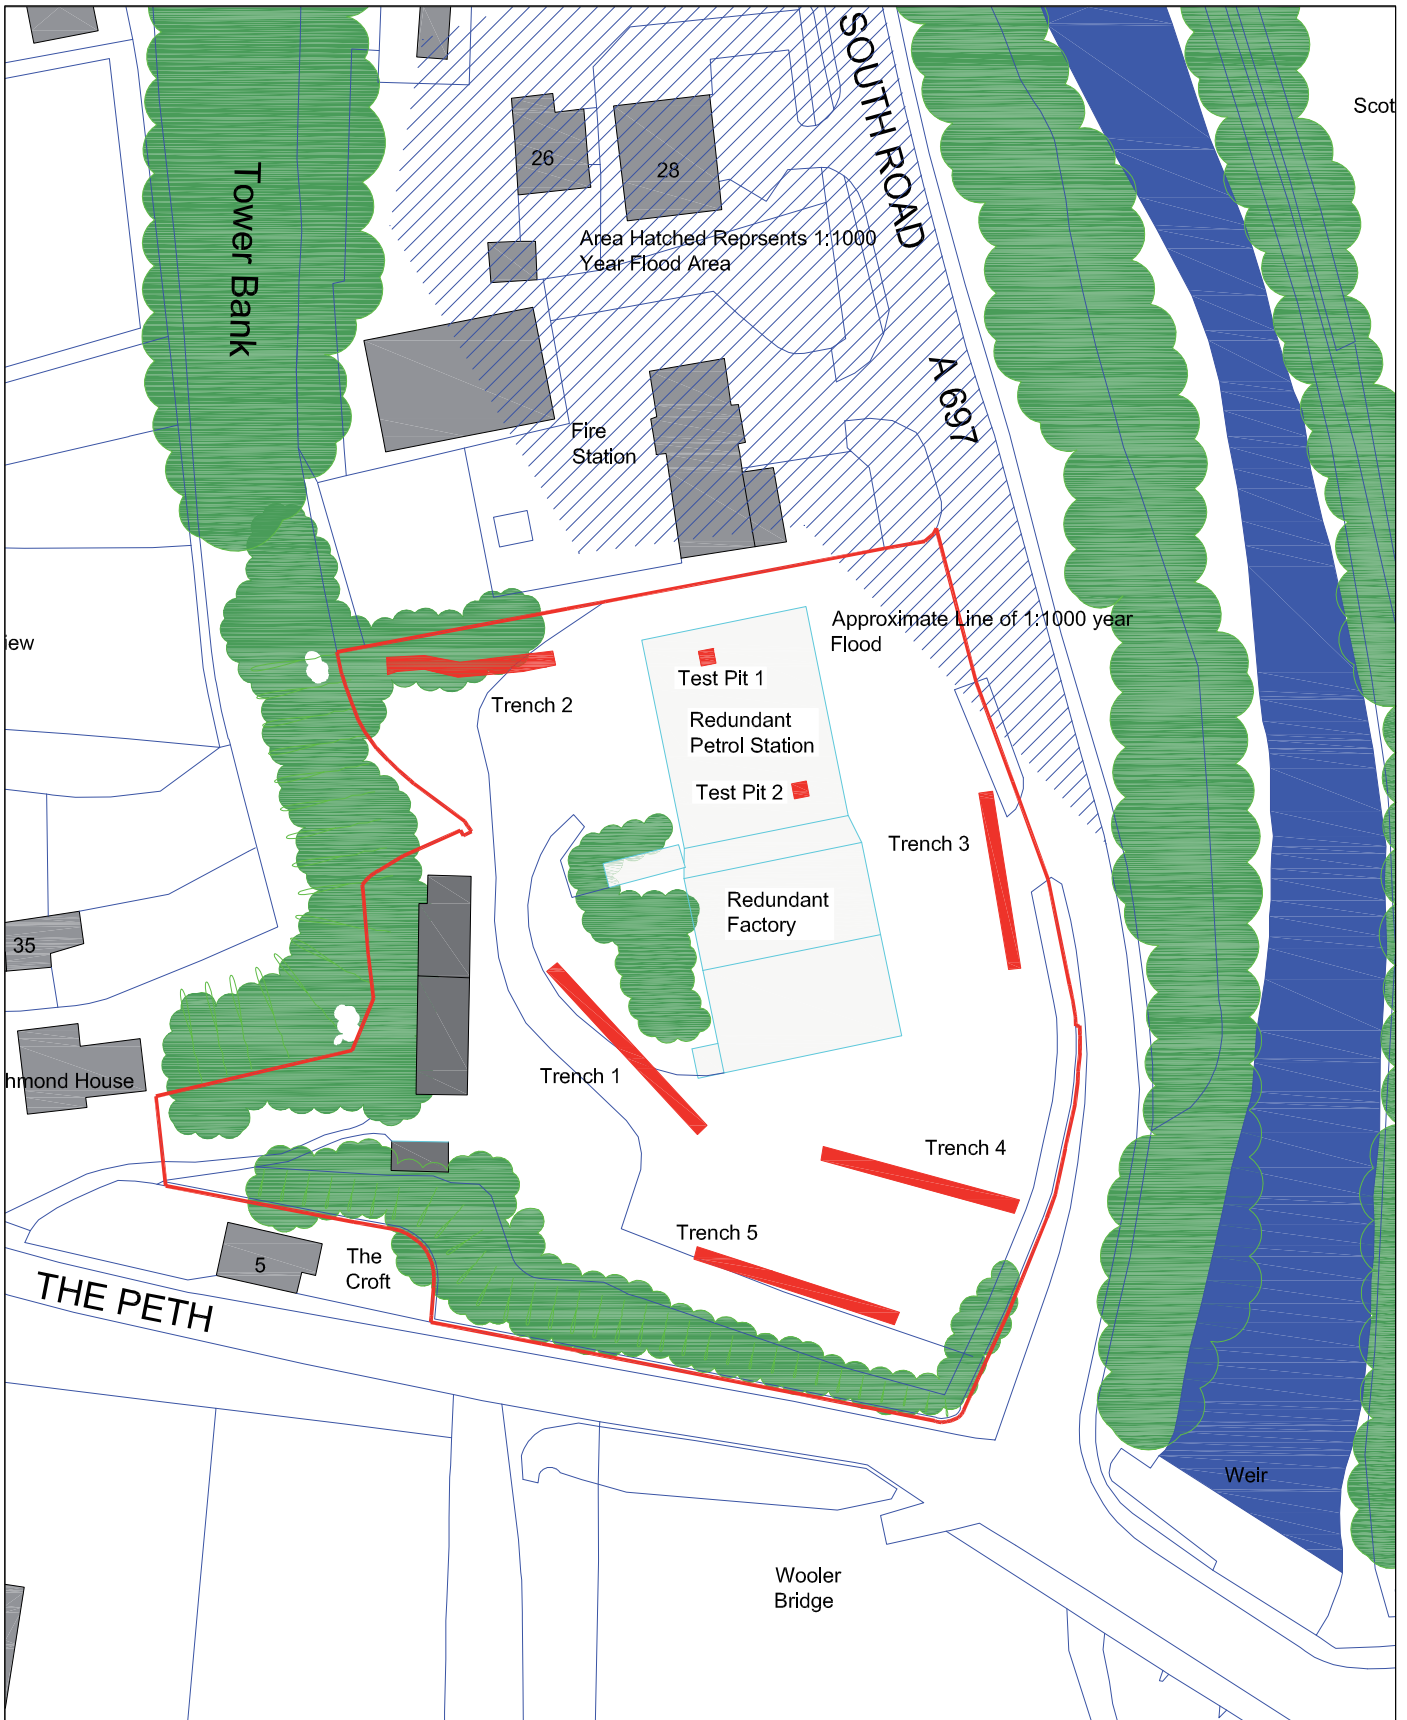 SOUTH ROAD
Scot
26
28
Tower Bank
Area Hatched Reprsents 1:1000
Year Flood Area
A 697
Fire
Station
Approximate Line of 1:1000 year
Flood
iew
Test Pit 1
Trench 2
Redundant
Petrol Station
Test Pit 2
Trench 3
Redundant
Factory
35
Trench 1
hmond House
Trench 4
Trench 5
The
Croft
5
THE PETH
Weir
Wooler
Bridge